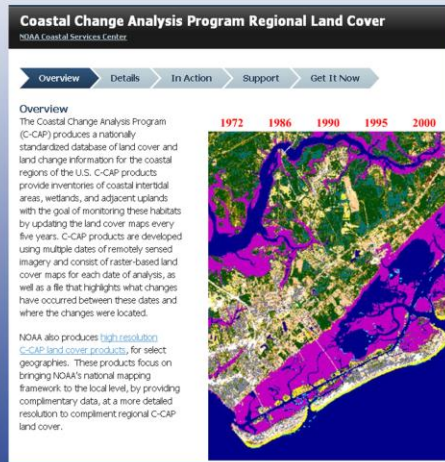 Coastal Change Analysis Program Regional Land Cover
NOAA Coastal Services Center
Overview
Details
In Action
Support
Get It Now
Overview
The Coastal Change Analysis Program
(C-CAP) produces a nationally
standardized database of land cover and
land change information for the coastal
regions of the U.S. C-CAP products
provide inventories of coastal intertidal
areas, wetlands, and adjacent uplands
with the goal of monitoring these habitats
by updating the land cover maps every
five years. C-CAP products are developed
using multiple dates of remotely sensed
imagery and consist of raster-based land
cover maps for each date of analysis, as
well as a file that highlights what changes
have occurred between these dates and
where the changes were located.
NOAA also produces high resolution
C-CAP land cover products, for select
geographies. These products focus on
bringing NOAA's national mapping
framework to the local level, by providing
complimentary data, at a more detailed
resolution to compliment regional C-CAP
land cover.
1972 1986 1990 1995 2000